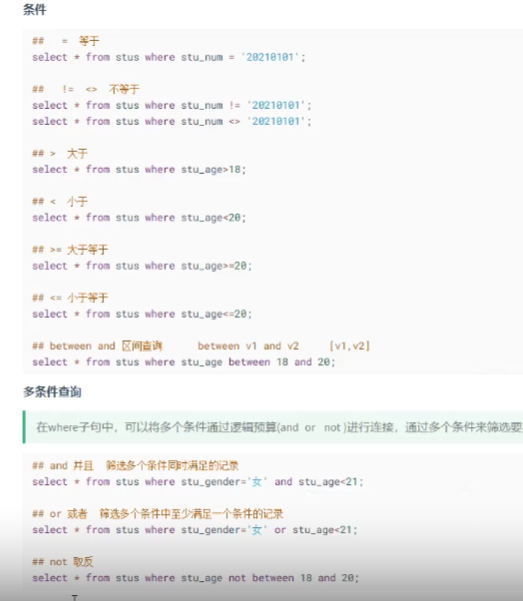 条件
## = 等于
select * from stus where stu_num = '20210101';
## != <> 不等于
select * from stus where stu_num != '20210101';
select * from stus where stu_num <> '20210101';
## > 大于
select * from stus where stu_age>18;
## < 小于
select * from stus where stu_age<20;
## >= 大于等于
select * from stus where stu_age>=20;
## <= 小于等于
select * from stus where stu_age<=20;
## between and 区间查询 between v1 and v2 [v1,v2]
select * from stus where stu_age between 18 and 20;
多条件查询
在where子句中，可以将多个条件通过逻辑预算(and or not )进行连接，通过多个条件来筛选要
## and 并且 筛选多个条件同时满足的记录
select * from stus where stu_gender='女' and stu_age<21;
## or 或者 筛选多个条件中至少满足一个条件的记录
select * from stus where stu_gender='女' or stu_age<21;
## not 取反
select * from stus where stu_age not between 18 and 20;